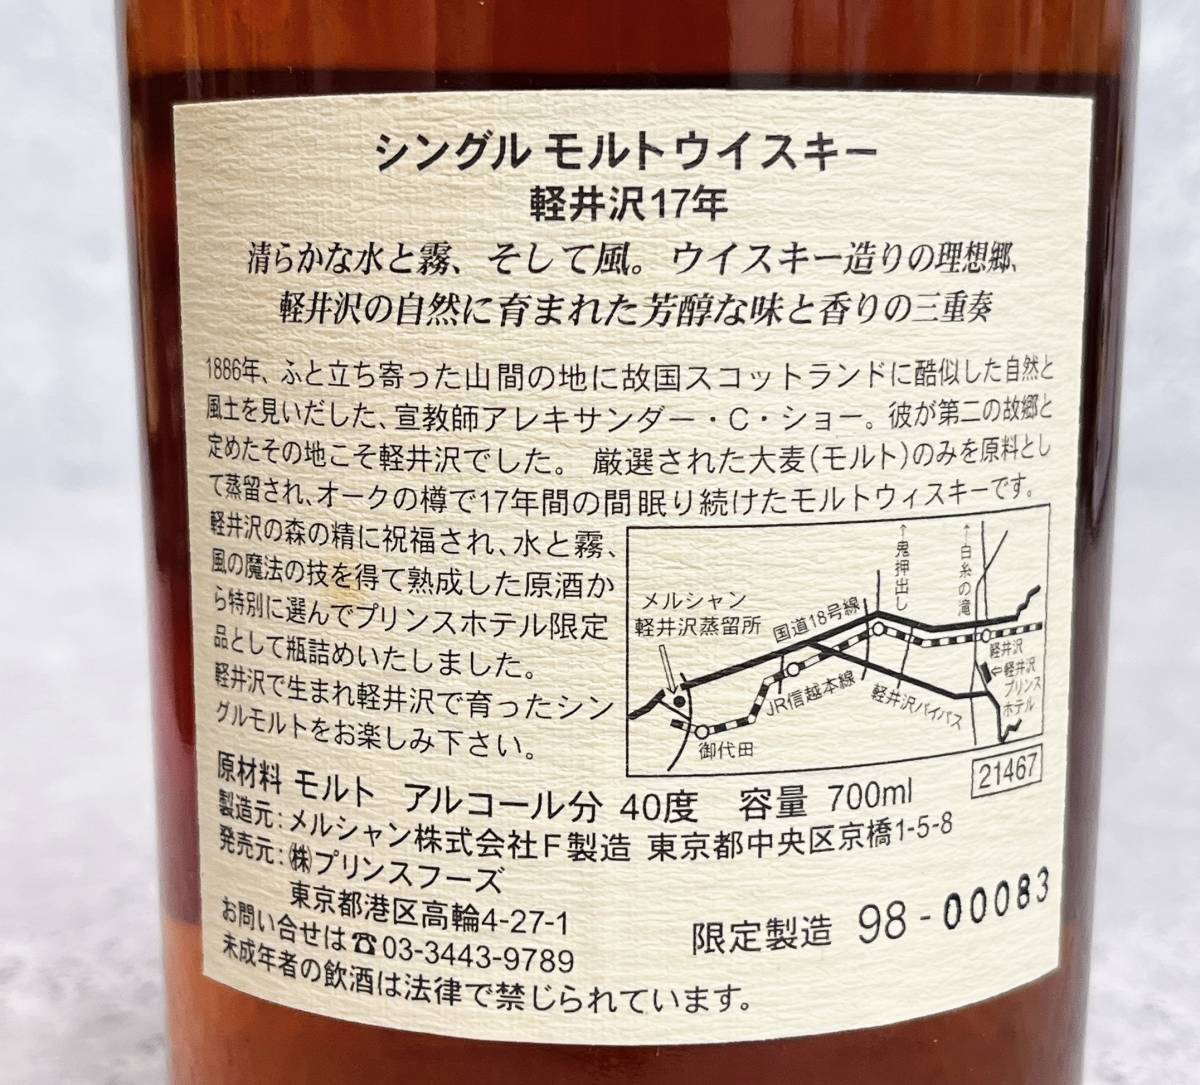 シングル モルトウイスキー
軽井沢17年
清らかな水と霧、そして風。ウイスキー造りの理想郷、
軽井沢の自然に育まれた芳醇な味と香りの三重奏
1886年、ふと立ち寄った山間の地に故国スコットランドに酷似した自然と
風土を見いだした、宣教師アレキサンダー・C・ショー。彼が第二の故郷と
定めたその地こそ軽井沢でした。 厳選された大麦(モルト)のみを原料とし
て蒸留され、オークの樽で17年間の間眠り続けたモルトウィスキーです。
軽井沢の森の精に祝福され、水と霧、
風の魔法の技を得て熟成した原酒か
ら特別に選んでプリンスホテル限定
品として瓶詰めいたしました。
軽井沢で生まれ軽井沢で育ったシン
グルモルトをお楽しみ下さい。
メルシャン
軽井沢蒸留所
国道18号線
↑鬼押出し
↑白糸の滝
軽井沢
⇐軽井沢
プリンス
ホテル
JR信越本線
軽井沢バイパス
御代田
21467
原材料 モルト アルコール分 40度 容量 700ml
製造元:メルシャン株式会社F製造 東京都中央区京橋1-5-8
発売元:㈱プリンスフーズ
東京都港区高輪4-27-1
お問い合せは☎03-3443-9789
限定製造 98-00083
未成年者の飲酒は法律で禁じられています。